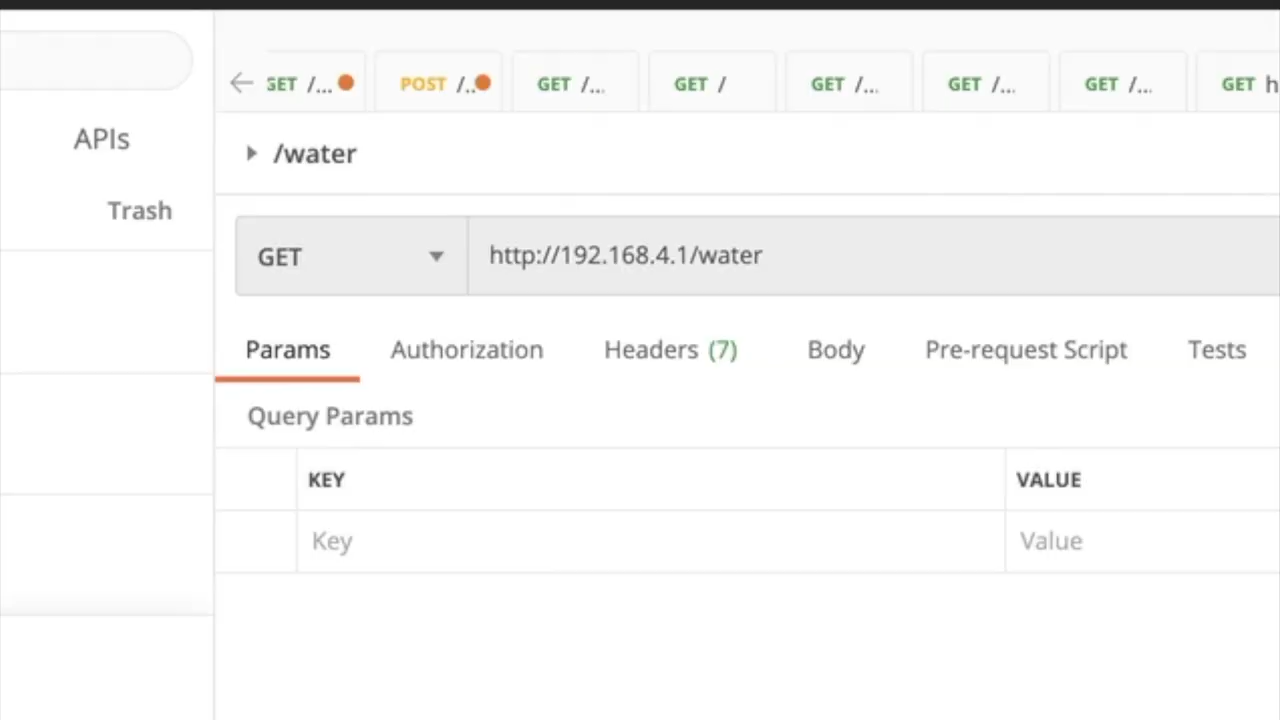 GET /... POST /.. GET /... GET / GET /... GET /... GET /... GET h
APIs
/water
Trash
GET http://192.168.4.1/water
Params Authorization Headers (7) Body Pre-request Script Tests
Query Params
KEY VALUE
Key Value